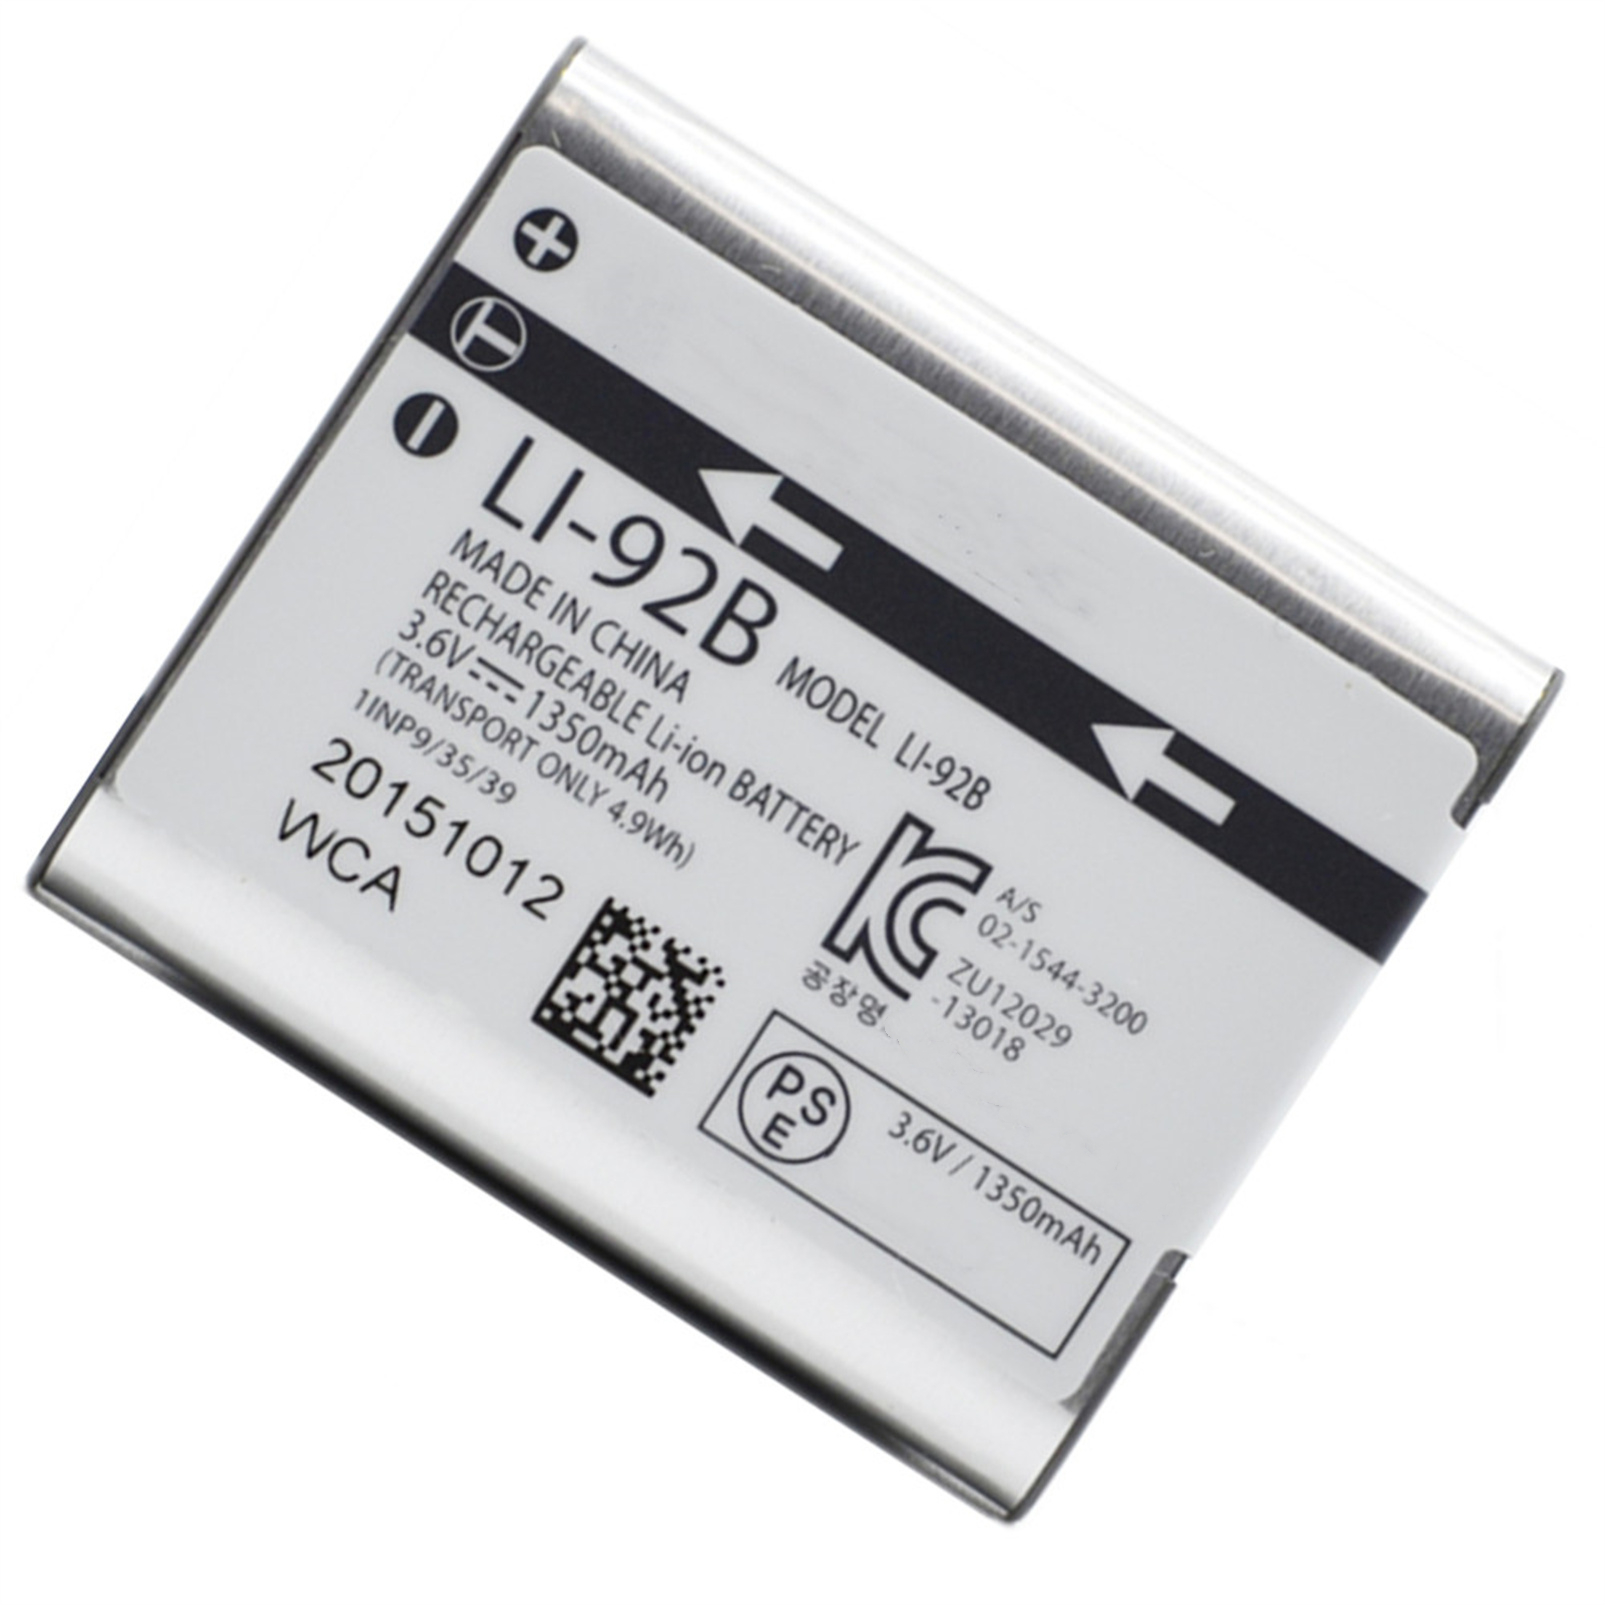 +
T
-
LI-92B MODEL LI-92B
MADE IN CHINA
RECHARGEABLE Li-ion BATTERY
3.6V 1350mAh
(TRANSPORT ONLY 4.9Wh)
1INP9/35/39
20151012
WCA
공장명
A/S
02-1544-3200
ZU12029
-13018
PS
E
3.6V / 1350mAh